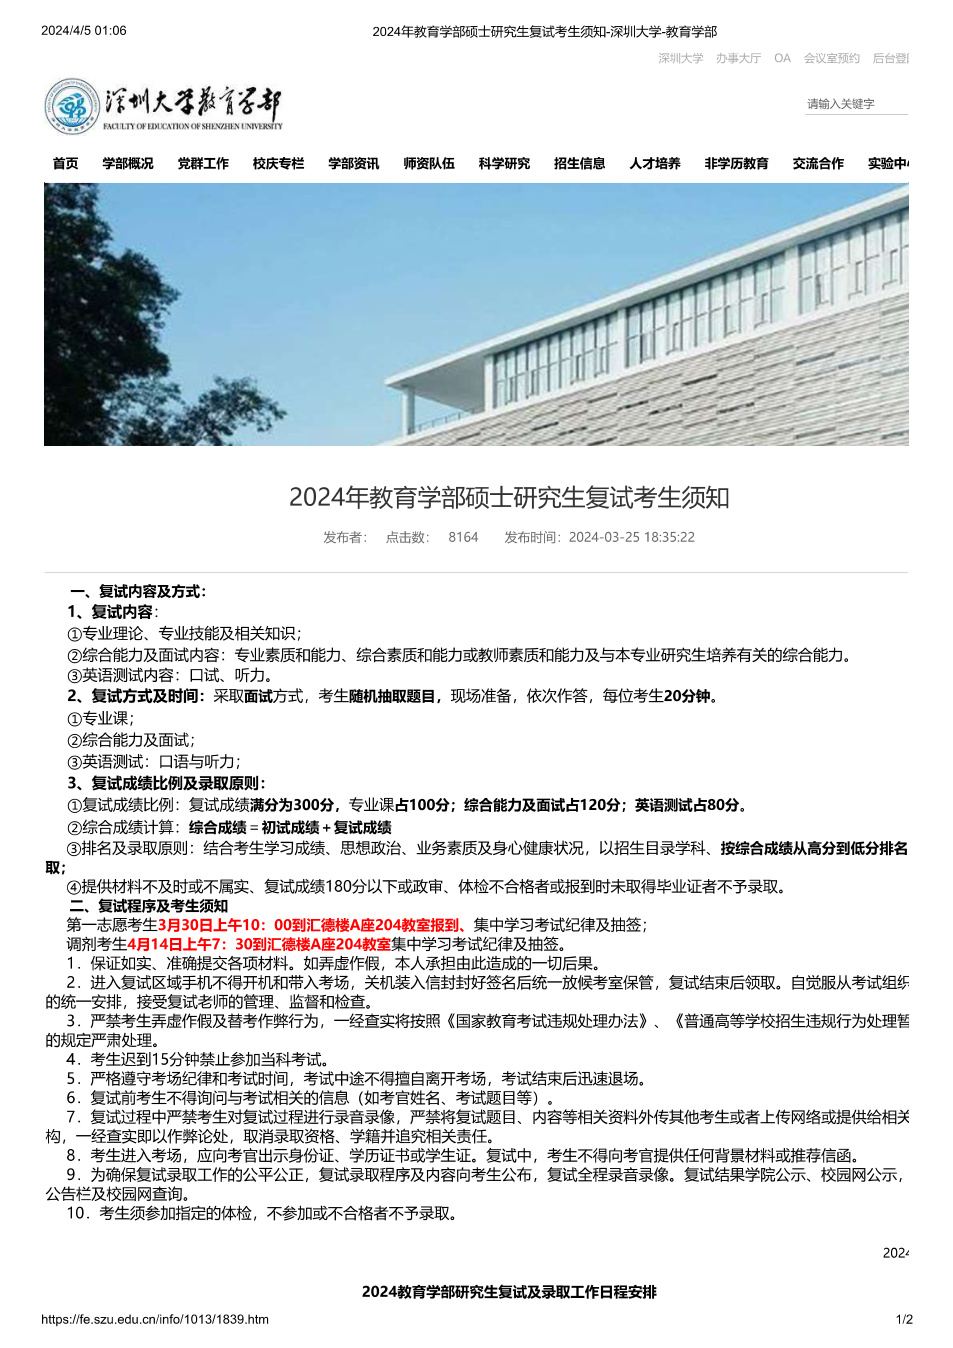 2024/4/5 01:06
2024年教育学部硕士研究生复试考生须知-深圳大学-教育学部
深圳大学 办事大厅 OA 会议室预约 后台登
深圳大学教育学部
FACULTY OF EDUCATION OF SHENZHEN UNIVERSITY
请输入关键字
首页 学部概况 党群工作 校庆专栏 学部资讯 师资队伍 科学研究 招生信息 人才培养 非学历教育 交流合作 实验中
2024年教育学部硕士研究生复试考生须知
发布者： 点击数： 8164 发布时间：2024-03-25 18:35:22
一、复试内容及方式：
1、复试内容：
①专业理论、专业技能及相关知识；
②综合能力及面试内容：专业素质和能力、综合素质和能力或教师素质和能力及与本专业研究生培养有关的综合能力。
③英语测试内容：口试、听力。
2、复试方式及时间：采取面试方式，考生随机抽取题目，现场准备，依次作答，每位考生20分钟。
①专业课；
②综合能力及面试；
③英语测试：口语与听力；
3、复试成绩比例及录取原则：
①复试成绩比例：复试成绩满分为300分，专业课占100分；综合能力及面试占120分；英语测试占80分。
②综合成绩计算：综合成绩＝初试成绩＋复试成绩
③排名及录取原则：结合考生学习成绩、思想政治、业务素质及身心健康状况，以招生目录学科、按综合成绩从高分到低分排名
取；
④提供材料不及时或不属实、复试成绩180分以下或政审、体检不合格者或报到时未取得毕业证者不予录取。
二、复试程序及考生须知
第一志愿考生3月30日上午10：00到汇德楼A座204教室报到、集中学习考试纪律及抽签；
调剂考生4月14日上午7：30到汇德楼A座204教室集中学习考试纪律及抽签。
1．保证如实、准确提交各项材料。如弄虚作假，本人承担由此造成的一切后果。
2．进入复试区域手机不得开机和带入考场，关机装入信封封好签名后统一放候考室保管，复试结束后领取。自觉服从考试组织
的统一安排，接受复试老师的管理、监督和检查。
3．严禁考生弄虚作假及替考作弊行为，一经查实将按照《国家教育考试违规处理办法》、《普通高等学校招生违规行为处理暂
的规定严肃处理。
4．考生迟到15分钟禁止参加当科考试。
5．严格遵守考场纪律和考试时间，考试中途不得擅自离开考场，考试结束后迅速退场。
6．复试前考生不得询问与考试相关的信息（如考官姓名、考试题目等）。
7．复试过程中严禁考生对复试过程进行录音录像，严禁将复试题目、内容等相关资料外传其他考生或者上传网络或提供给相关
构，一经查实即以作弊论处，取消录取资格、学籍并追究相关责任。
8．考生进入考场，应向考官出示身份证、学历证书或学生证。复试中，考生不得向考官提供任何背景材料或推荐信函。
9．为确保复试录取工作的公平公正，复试录取程序及内容向考生公布，复试全程录音录像。复试结果学院公示、校园网公示，
公告栏及校园网查询。
10．考生须参加指定的体检，不参加或不合格者不予录取。
2024
2024教育学部研究生复试及录取工作日程安排
https://fe.szu.edu.cn/info/1013/1839.htm
1/2